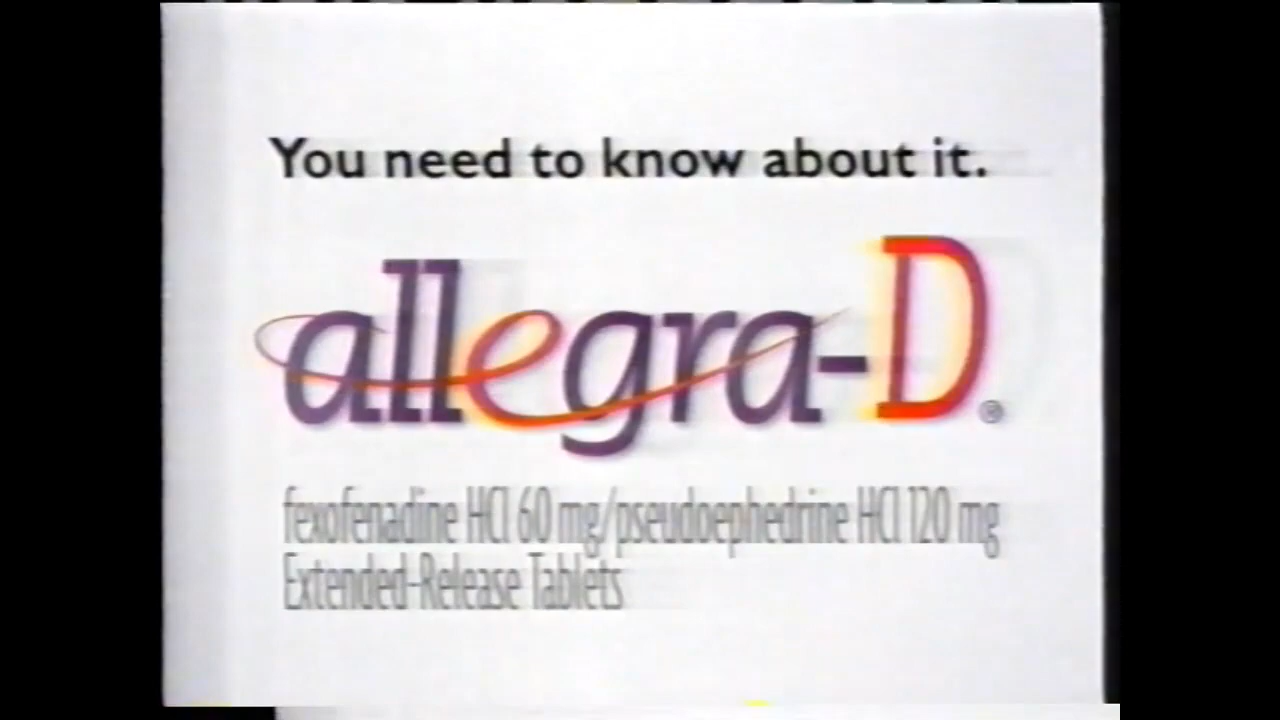 You need to know about it.
allegra-D®
fexofenadine HCl 60 mg/pseudoephedrine HCl 120 mg
Extended-Release Tablets